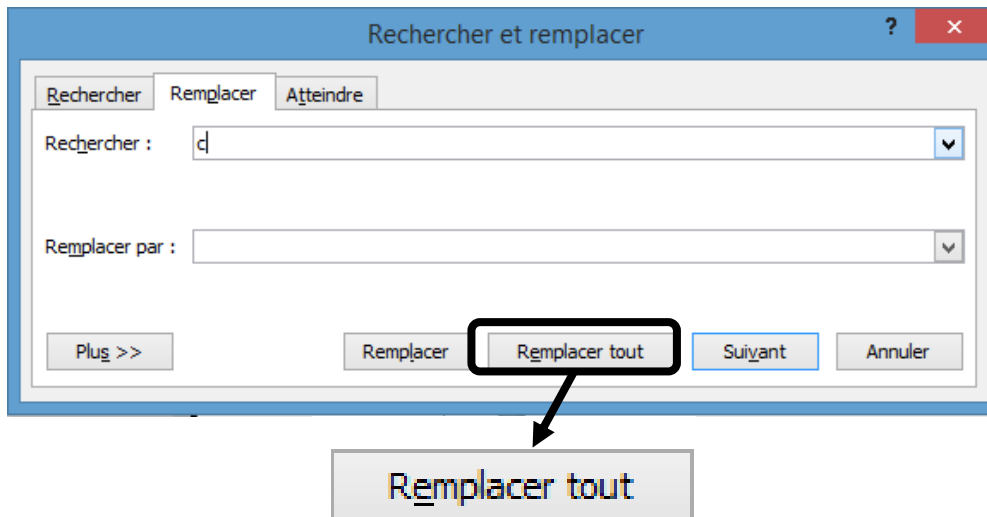 Rechercher et remplacer ? ×
Rechercher Remplacer Atteindre
Rechercher : c
Remplacer par :
Plus >> Remplacer Remplacer tout Suivant Annuler
Remplacer tout